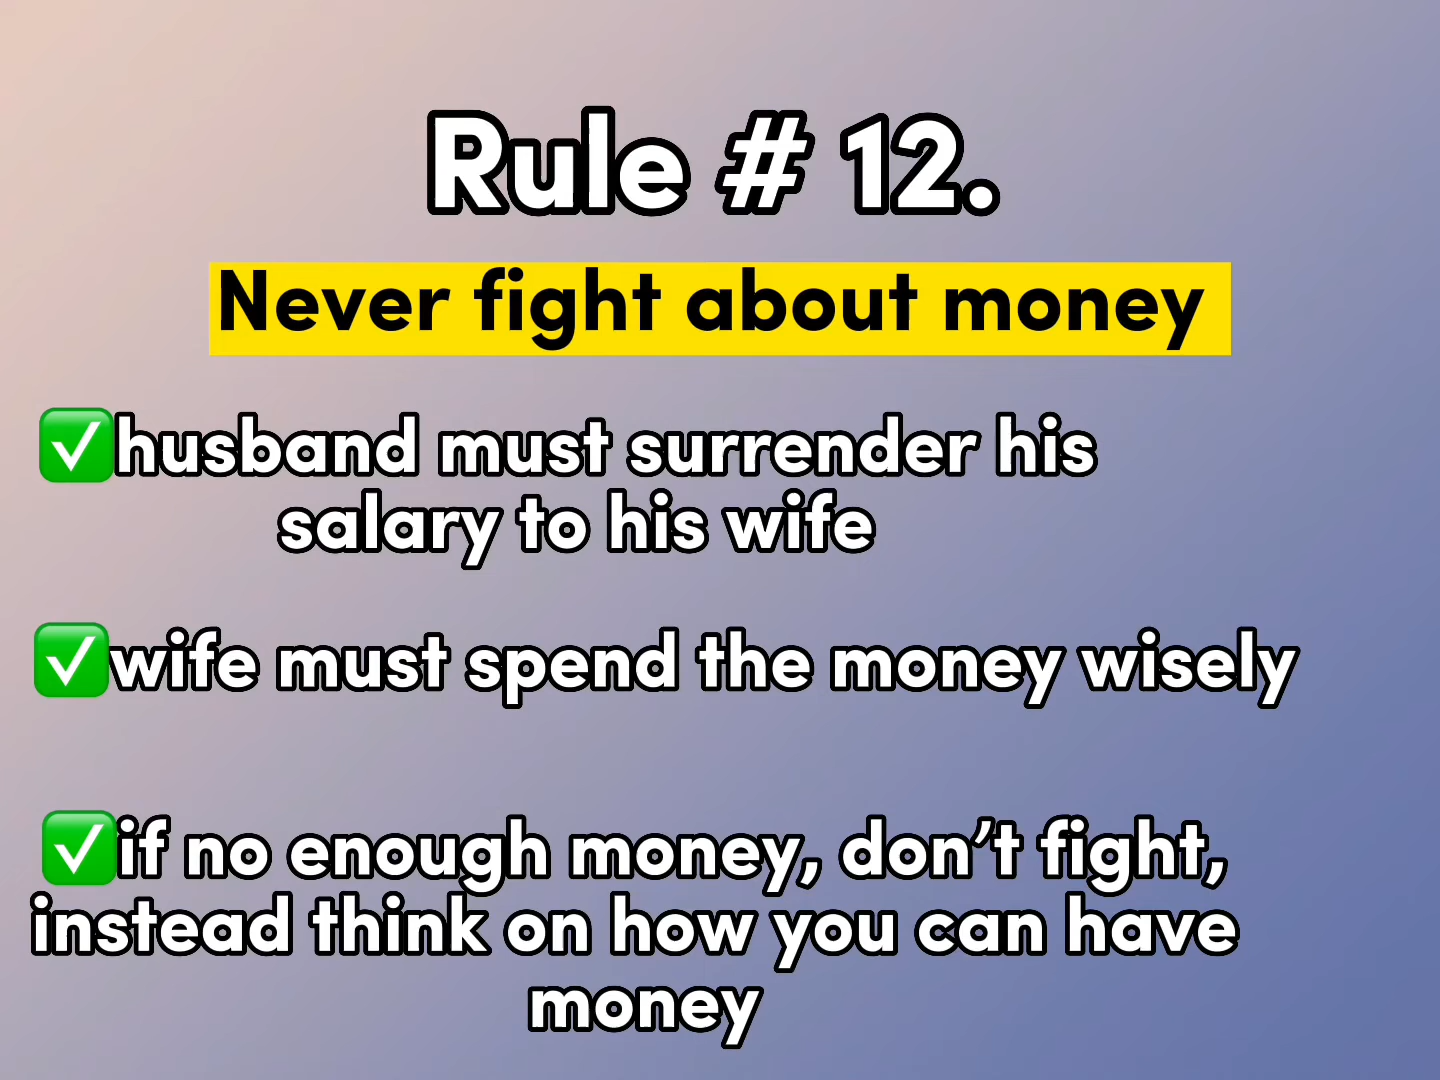 Rule # 12.
Never fight about money
✅husband must surrender his
salary to his wife
✅wife must spend the money wisely
✅if no enough money, don’t fight,
instead think on how you can have
money